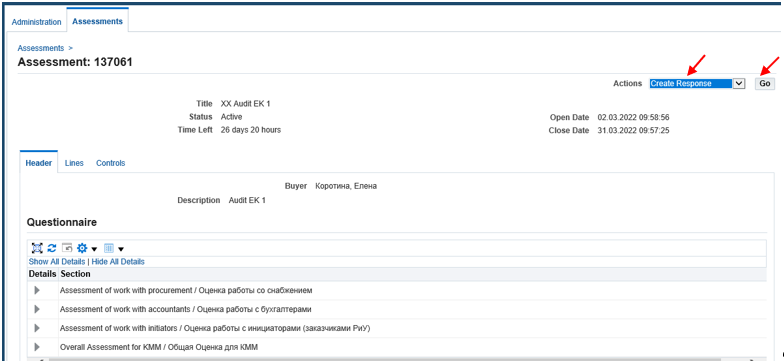 Administration Assessments
Assessments >
Assessment: 137061
Actions Create Response Go
Title XX Audit EK 1
Status Active
Open Date 02.03.2022 09:58:56
Time Left 26 days 20 hours
Close Date 31.03.2022 09:57:25
Header Lines Controls
Buyer Коротина, Елена
Description Audit EK 1
Questionnaire
Show All Details | Hide All Details
Details Section
Assessment of work with procurement / Оценка работы со снабжением
Assessment of work with accountants / Оценка работы с бухгалтерами
Assessment of work with initiators / Оценка работы с инициаторами (заказчиками РиУ)
Overall Assessment for KMM / Общая Оценка для КММ